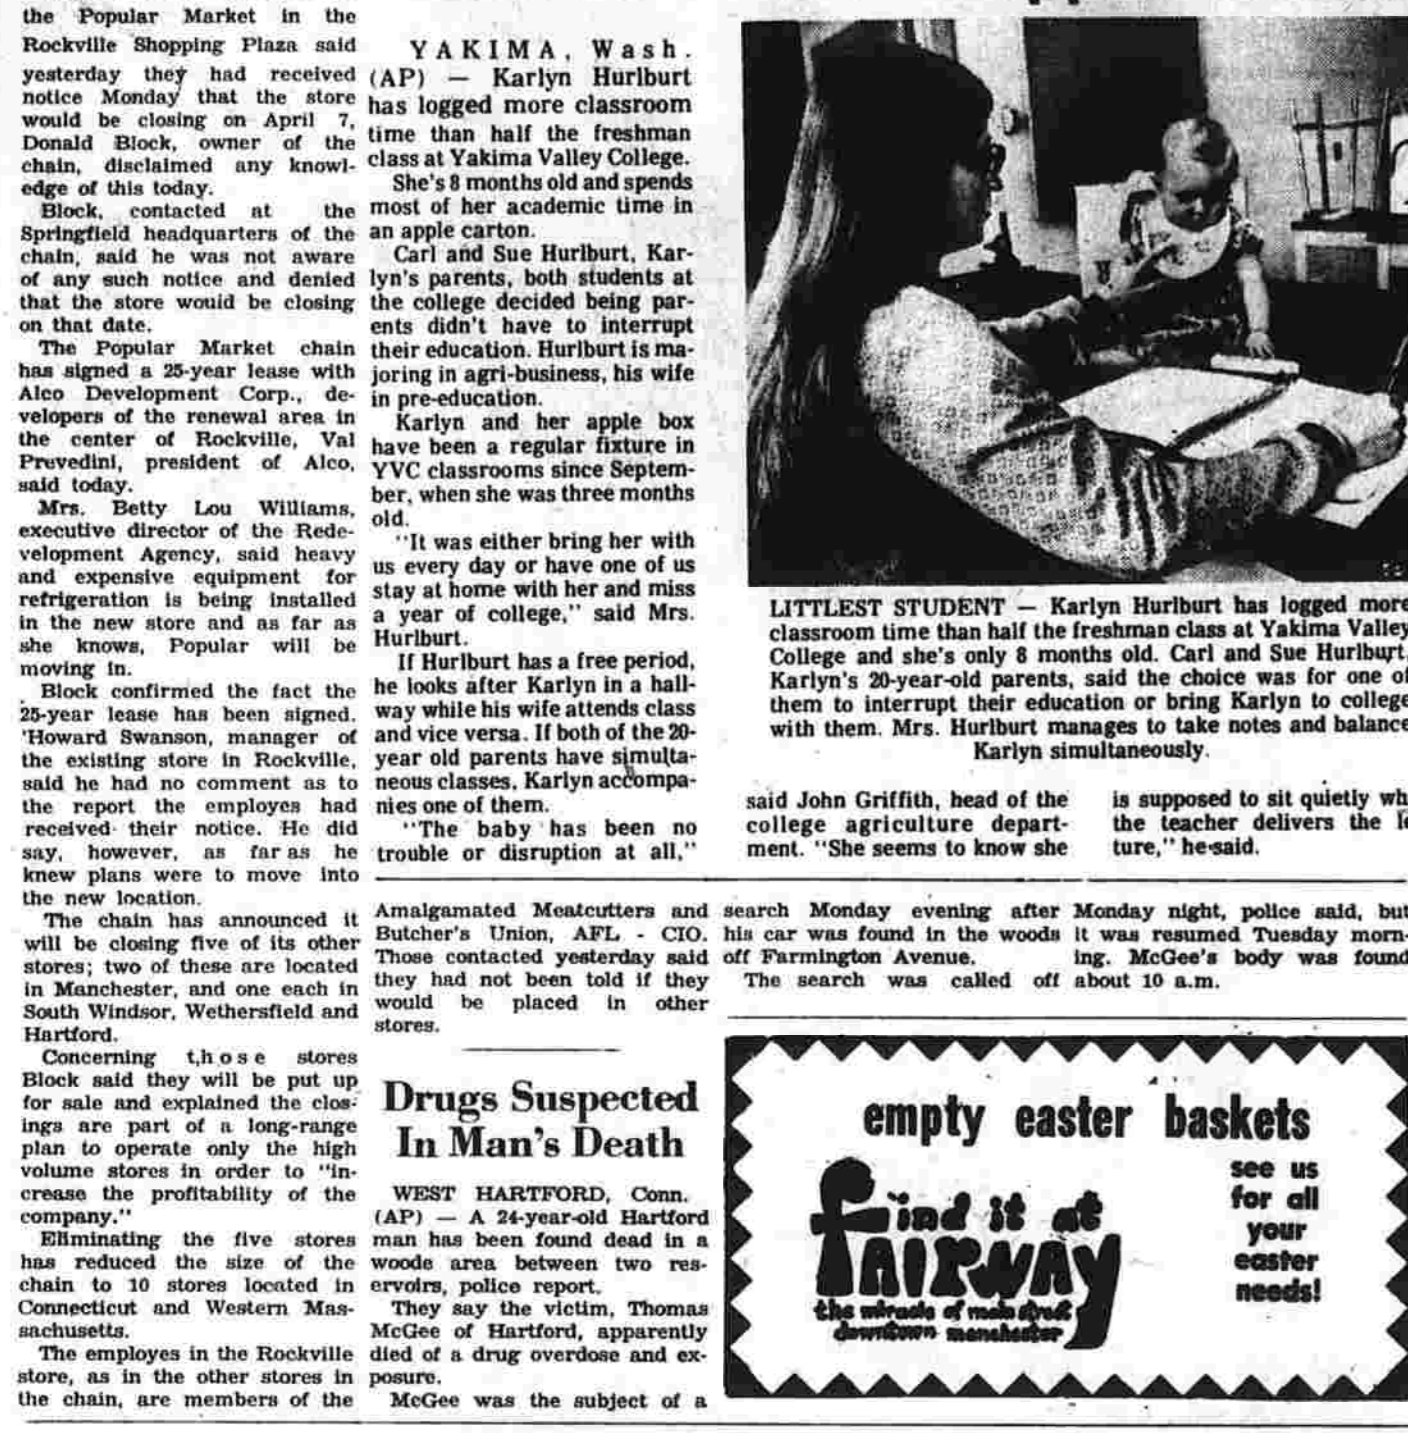 the Popular Market in the
Rockville Shopping Plaza said
yesterday they had received
notice Monday that the store
would be closing on April 7,
Donald Block, owner of the
chain, disclaimed any knowl-
edge of this today.
Block, contacted at the
Springfield headquarters of the
chain, said he was not aware
of any such notice and denied
that the store would be closing
on that date.
The Popular Market chain
has signed a 25-year lease with
Alco Development Corp., de-
velopers of the renewal area in
the center of Rockville, Val
Prevedini, president of Alco,
said today.
Mrs. Betty Lou Williams,
executive director of the Rede-
velopment Agency, said heavy
and expensive equipment for
refrigeration is being installed
in the new store and as far as
she knows, Popular will be
moving in.
Block confirmed the fact the
25-year lease has been signed.
'Howard Swanson, manager of
the existing store in Rockville,
said he had no comment as to
the report the employes had
received their notice. He did
say, however, as far as he
knew plans were to move into
the new location.
The chain has announced it
will be closing five of its other
stores; two of these are located
in Manchester, and one each in
South Windsor, Wethersfield and
Hartford.
Concerning t,hose stores
Block said they will be put up
for sale and explained the clos-
ings are part of a long-range
plan to operate only the high
volume stores in order to "in-
crease the profitability of the
company."
Eliminating the five stores
has reduced the size of the
chain to 10 stores located in
Connecticut and Western Mas-
sachusetts.
The employes in the Rockville
store, as in the other stores in
the chain, are members of the
Amalgamated Meatcutters and
Butcher's Union, AFL - CIO.
Those contacted yesterday said
they had not been told if they
would be placed in other
stores.
YAKIMA, Wash.
(AP) — Karlyn Hurlburt
has logged more classroom
time than half the freshman
class at Yakima Valley College.
She's 8 months old and spends
most of her academic time in
an apple carton.
Carl and Sue Hurlburt, Kar-
lyn's parents, both students at
the college decided being par-
ents didn't have to interrupt
their education. Hurlburt is ma-
joring in agri-business, his wife
in pre-education.
Karlyn and her apple box
have been a regular fixture in
YVC classrooms since Septem-
ber, when she was three months
old.
"It was either bring her with
us every day or have one of us
stay at home with her and miss
a year of college," said Mrs.
Hurlburt.
If Hurlburt has a free period,
he looks after Karlyn in a hall-
way while his wife attends class
and vice versa. If both of the 20-
year old parents have simulta-
neous classes, Karlyn accompa-
nies one of them.
"The baby has been no
trouble or disruption at all,"
said John Griffith, head of the
college agriculture depart-
ment. "She seems to know she
is supposed to sit quietly wh
the teacher delivers the le
ture," he said.
LITTLEST STUDENT — Karlyn Hurlburt has logged more
classroom time than half the freshman class at Yakima Valley
College and she's only 8 months old. Carl and Sue Hurlburt,
Karlyn's 20-year-old parents, said the choice was for one of
them to interrupt their education or bring Karlyn to college
with them. Mrs. Hurlburt manages to take notes and balance
Karlyn simultaneously.
Drugs Suspected
In Man's Death
WEST HARTFORD, Conn.
(AP) — A 24-year-old Hartford
man has been found dead in a
woode area between two res-
ervoirs, police report.
They say the victim, Thomas
McGee of Hartford, apparently
died of a drug overdose and ex-
posure.
McGee was the subject of a
search Monday evening after
his car was found in the woods
off Farmington Avenue.
The search was called off
Monday night, police said, but
it was resumed Tuesday morn-
ing. McGee's body was found
about 10 a.m.
empty easter baskets
see us
for all
your
easter
needs!
find it at
FAIRWAY
the miracle of main street
downtown manchester